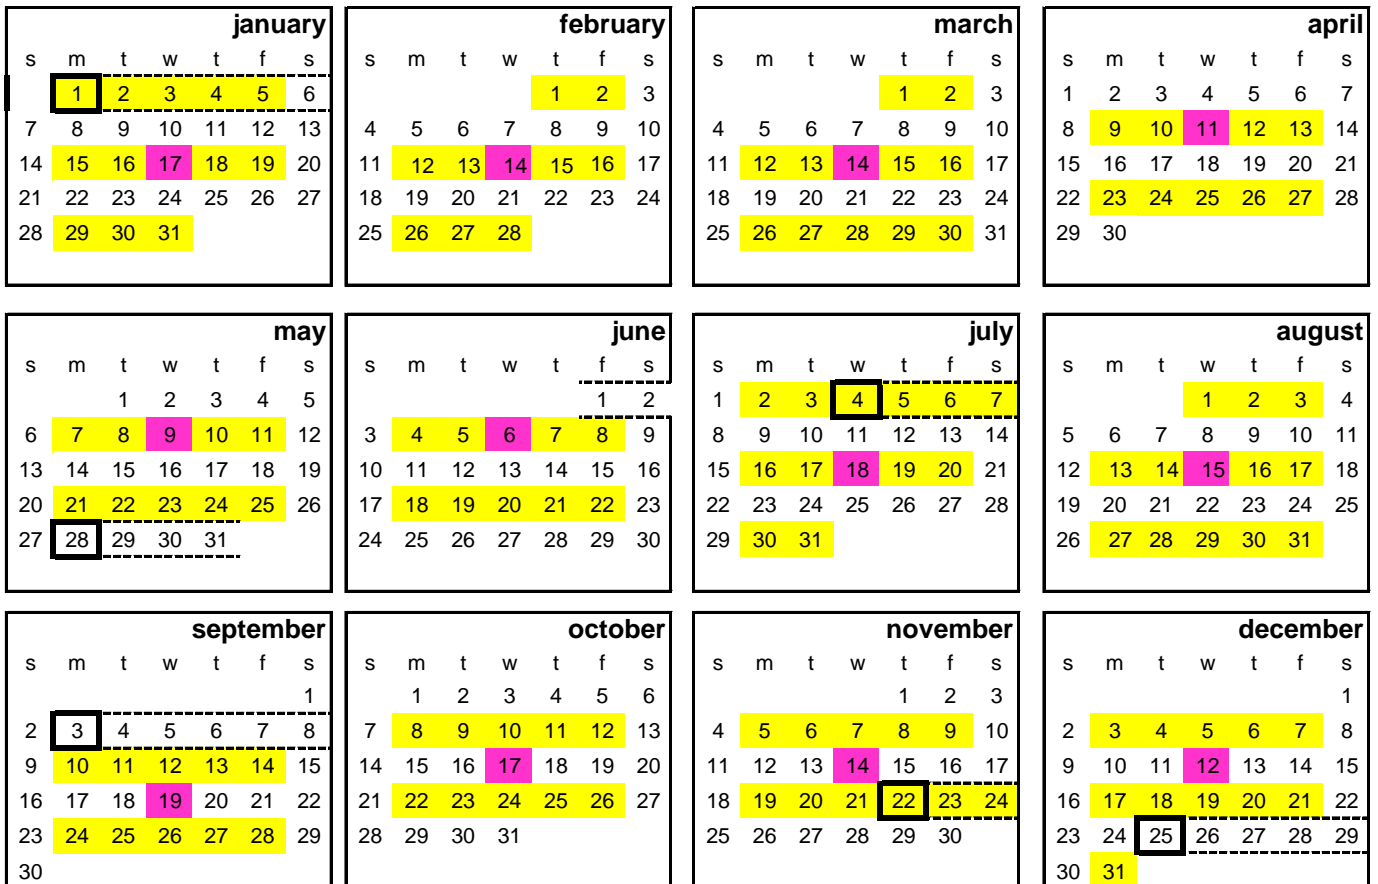 january
s m t w t f s
1 2 3 4 5 6
7 8 9 10 11 12 13
14 15 16 17 18 19 20
21 22 23 24 25 26 27
28 29 30 31
february
s m t w t f s
1 2 3
4 5 6 7 8 9 10
11 12 13 14 15 16 17
18 19 20 21 22 23 24
25 26 27 28
march
s m t w t f s
1 2 3
4 5 6 7 8 9 10
11 12 13 14 15 16 17
18 19 20 21 22 23 24
25 26 27 28 29 30 31
april
s m t w t f s
1 2 3 4 5 6 7
8 9 10 11 12 13 14
15 16 17 18 19 20 21
22 23 24 25 26 27 28
29 30
may
s m t w t f s
1 2 3 4 5
6 7 8 9 10 11 12
13 14 15 16 17 18 19
20 21 22 23 24 25 26
27 28 29 30 31
june
s m t w t f s
1 2
3 4 5 6 7 8 9
10 11 12 13 14 15 16
17 18 19 20 21 22 23
24 25 26 27 28 29 30
july
s m t w t f s
1 2 3 4 5 6 7
8 9 10 11 12 13 14
15 16 17 18 19 20 21
22 23 24 25 26 27 28
29 30 31
august
s m t w t f s
1 2 3 4
5 6 7 8 9 10 11
12 13 14 15 16 17 18
19 20 21 22 23 24 25
26 27 28 29 30 31
september
s m t w t f s
1
2 3 4 5 6 7 8
9 10 11 12 13 14 15
16 17 18 19 20 21 22
23 24 25 26 27 28 29
30
october
s m t w t f s
1 2 3 4 5 6
7 8 9 10 11 12 13
14 15 16 17 18 19 20
21 22 23 24 25 26 27
28 29 30 31
november
s m t w t f s
1 2 3
4 5 6 7 8 9 10
11 12 13 14 15 16 17
18 19 20 21 22 23 24
25 26 27 28 29 30
december
s m t w t f s
1
2 3 4 5 6 7 8
9 10 11 12 13 14 15
16 17 18 19 20 21 22
23 24 25 26 27 28 29
30 31